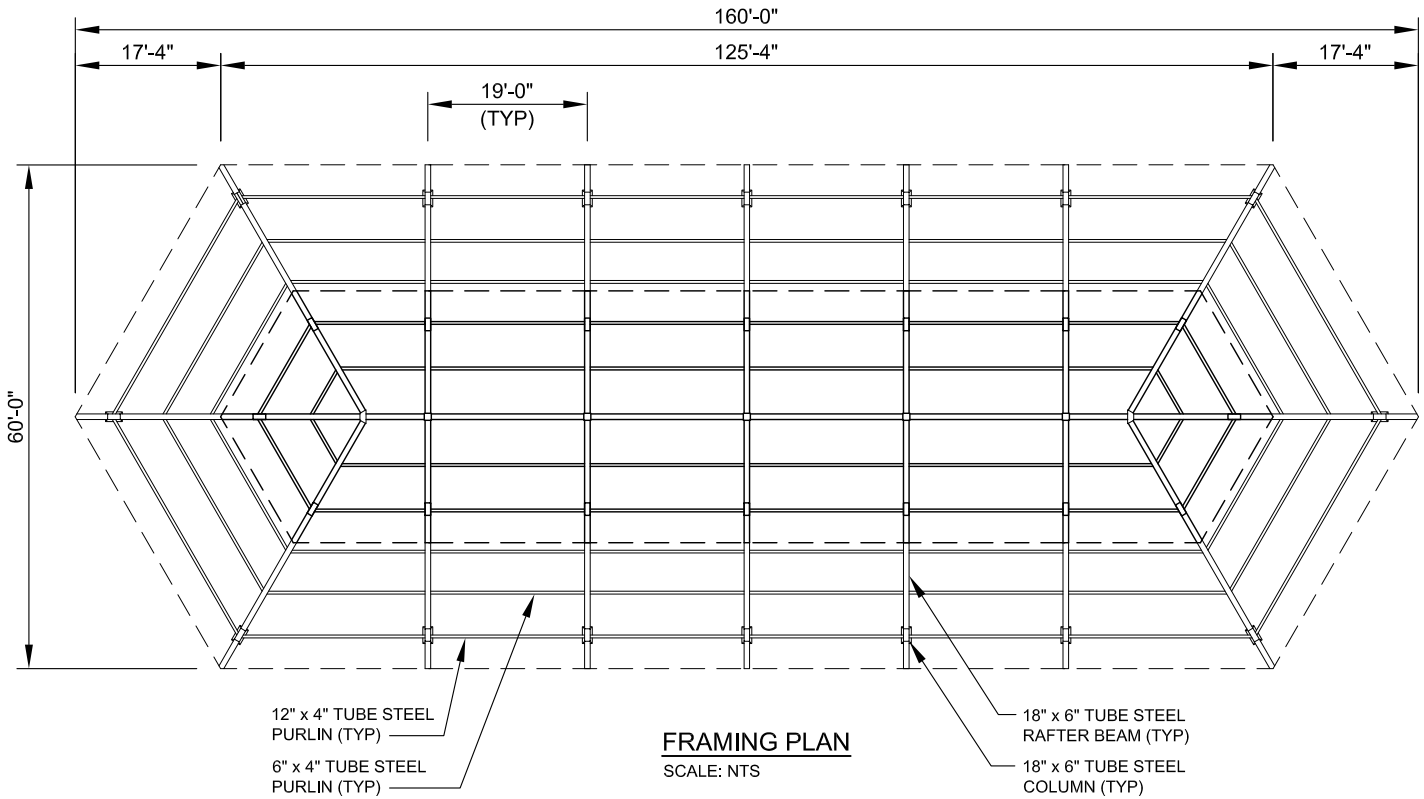 160'-0"
17'-4"
125'-4"
17'-4"
19'-0"
(TYP)
60'-0"
12" x 4" TUBE STEEL
PURLIN (TYP)
6" x 4" TUBE STEEL
PURLIN (TYP)
FRAMING PLAN
SCALE: NTS
18" x 6" TUBE STEEL
RAFTER BEAM (TYP)
18" x 6" TUBE STEEL
COLUMN (TYP)